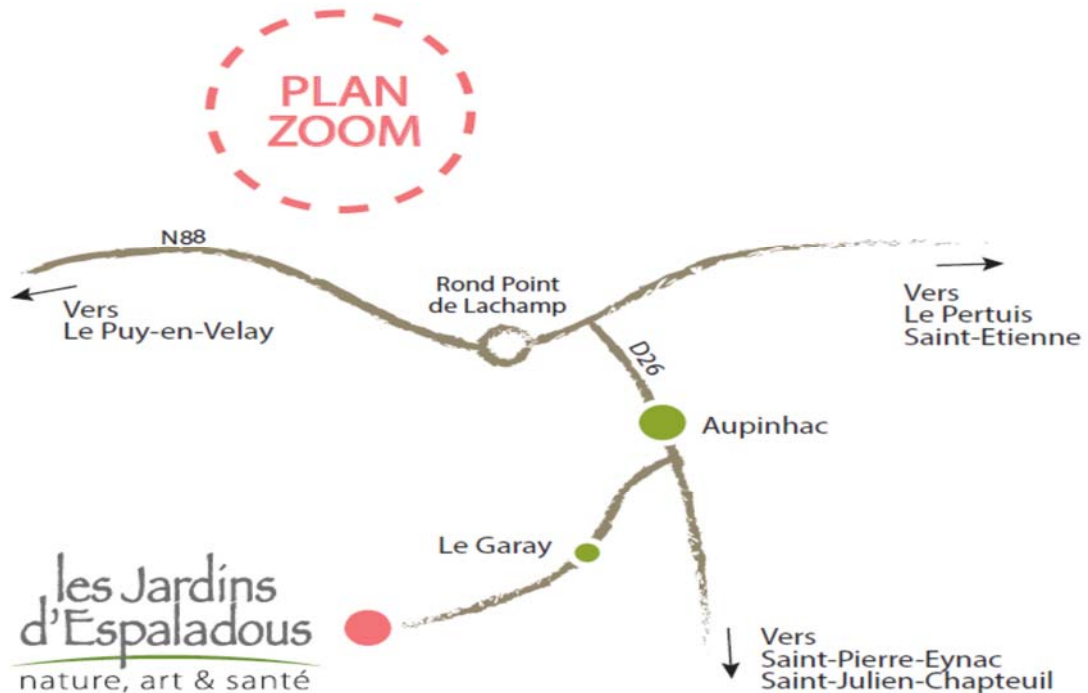 PLAN
ZOOM
N88
Rond Point
de Lachamp
Vers
Le Puy-en-Velay
Vers
Le Pertuis
Saint-Etienne
D26
Aupinhac
Le Garay
les Jardins
d'Espaladous
nature, art & santé
Vers
Saint-Pierre-Eynac
Saint-Julien-Chapteuil